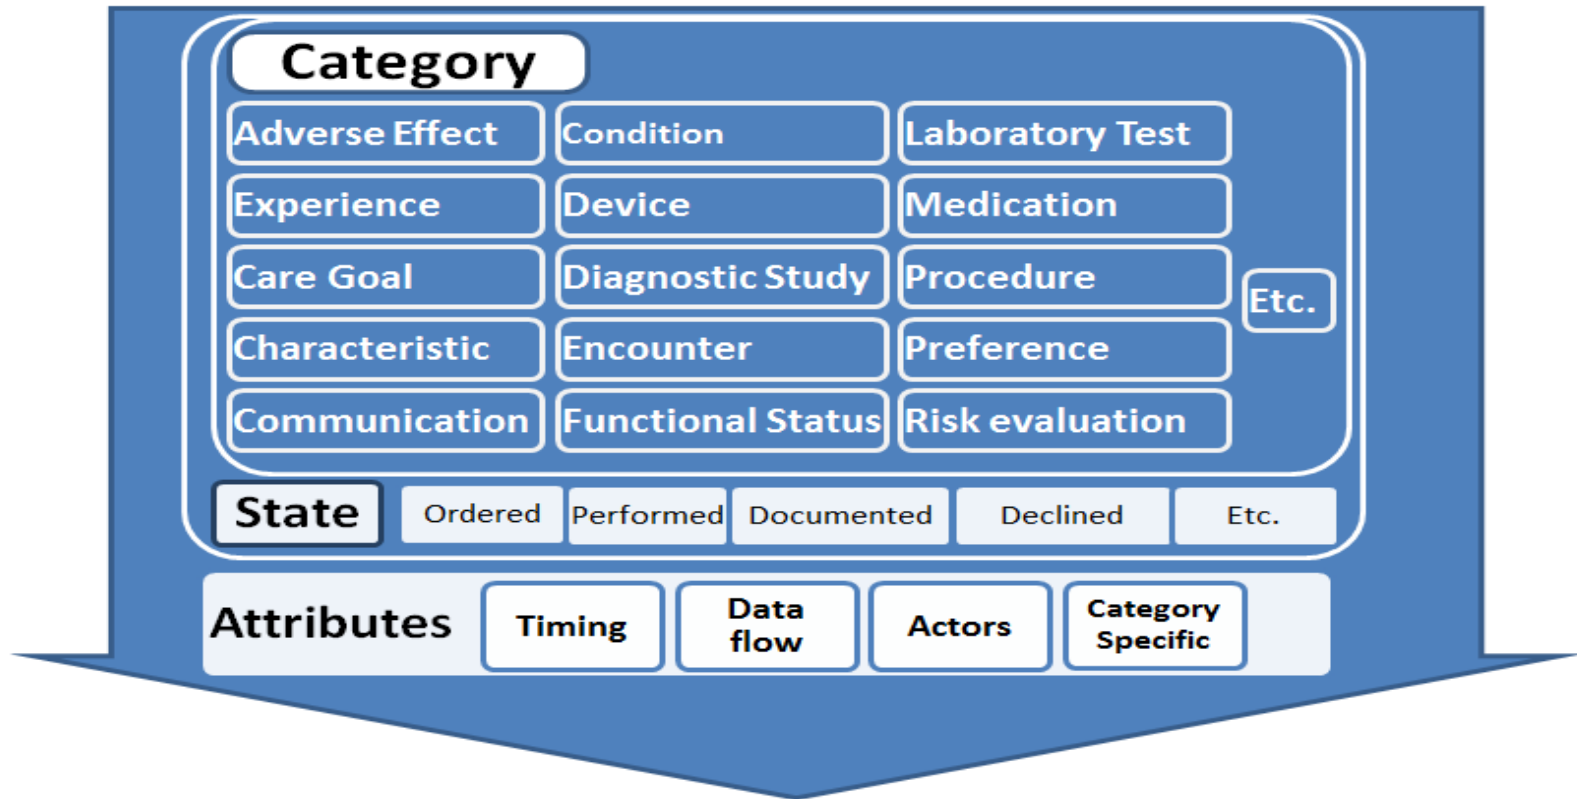 Category
Adverse Effect
Condition
Laboratory Test
Experience
Device
Medication
Care Goal
Diagnostic Study
Procedure
Etc.
Characteristic
Encounter
Preference
Communication
Functional Status
Risk evaluation
State
Ordered
Performed
Documented
Declined
Etc.
Attributes
Timing
Data
flow
Actors
Category
Specific